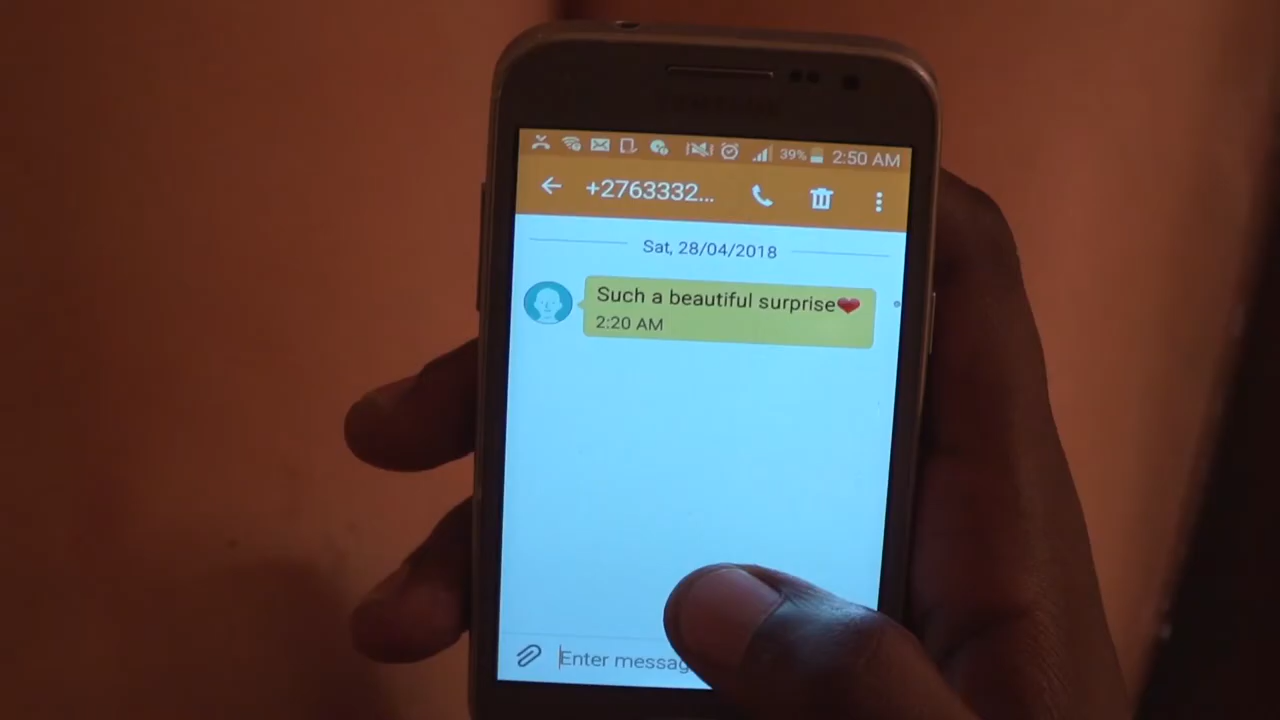 39% 2:50 AM
+2763332...
Sat, 28/04/2018
Such a beautiful surprise❤
2:20 AM
Enter messag